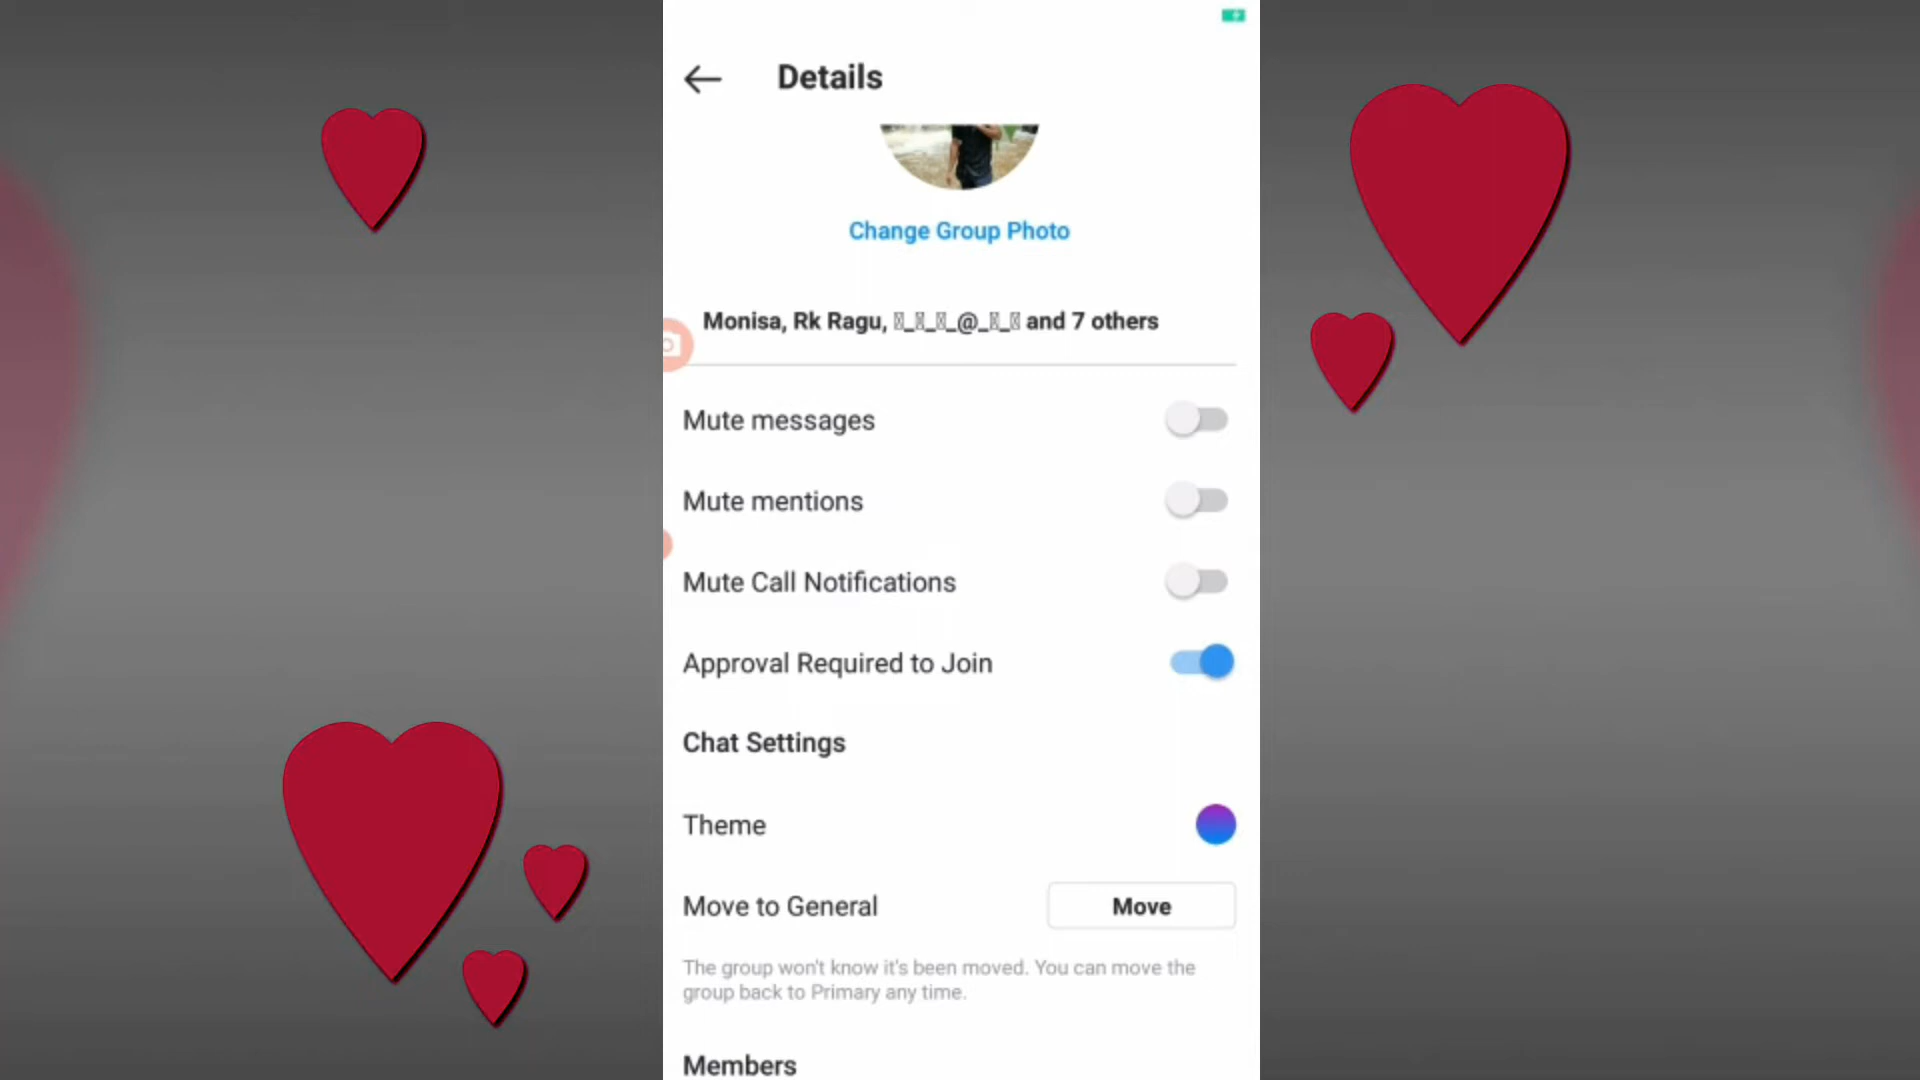 Details
Change Group Photo
Monisa, Rk Ragu, ▯_▯_▯_@_▯_▯ and 7 others
Mute messages
Mute mentions
Mute Call Notifications
Approval Required to Join
Chat Settings
Theme
Move to General
Move
The group won't know it's been moved. You can move the
group back to Primary any time.
Members